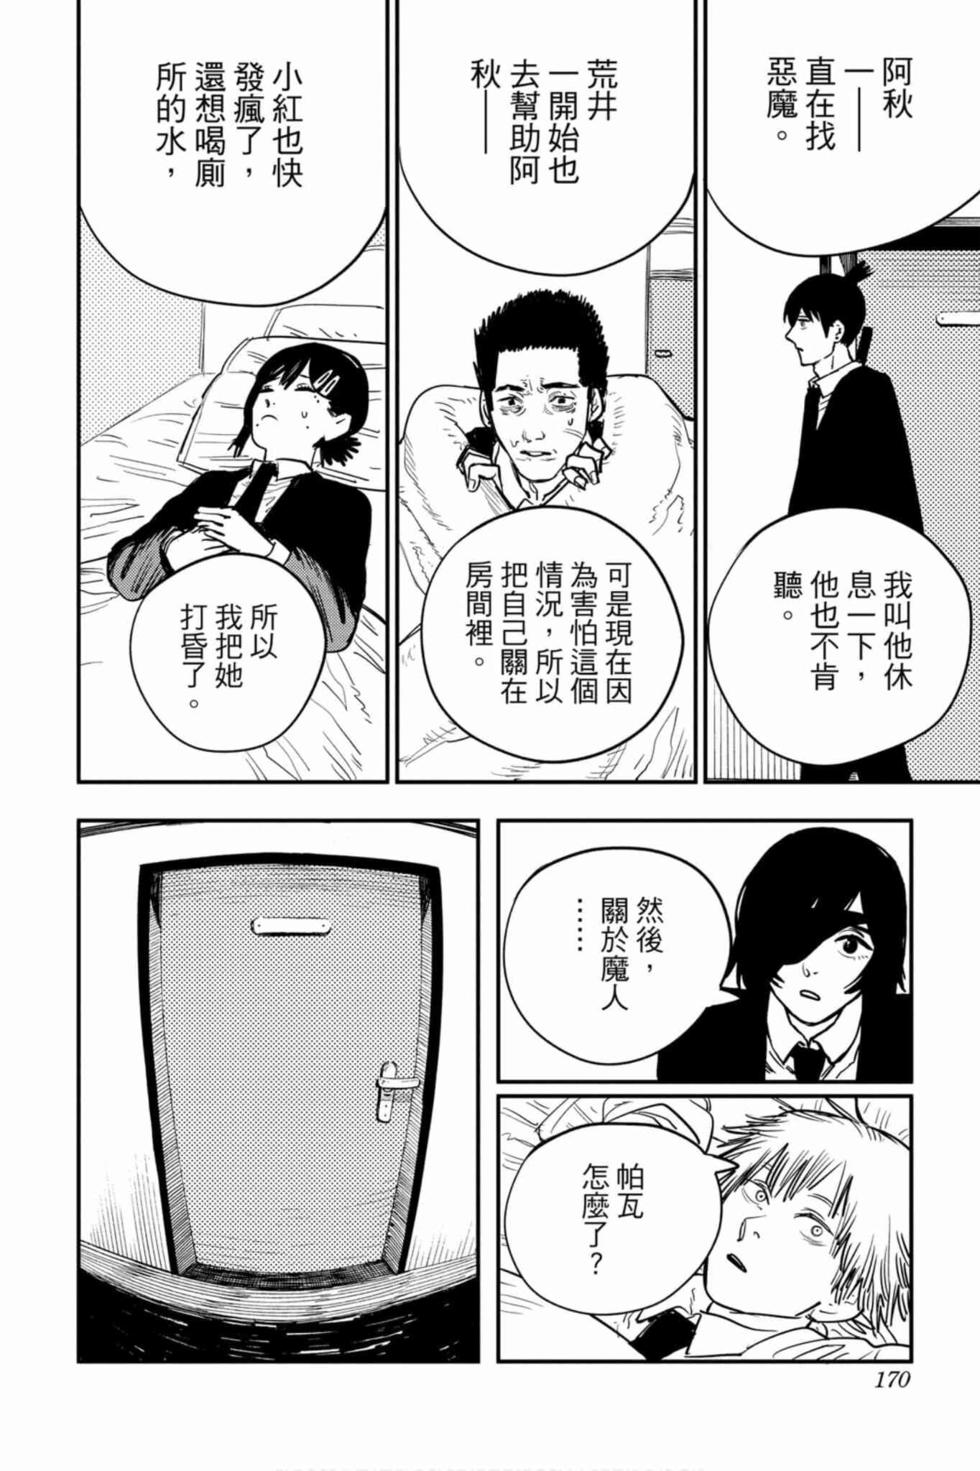 阿秋
一——
直在找
惡魔。
我叫他休
息一下，
他也不肯
聽。
荒井
一開始也
去幫助阿
秋——
可是現在因
為害怕這個
情況，所以
把自己關在
房間裡。
小紅也快
發瘋了，
還想喝廁
所的水，
所以
我把她
打昏了。
然後，
關於魔人
……
帕瓦
怎麼了？
170